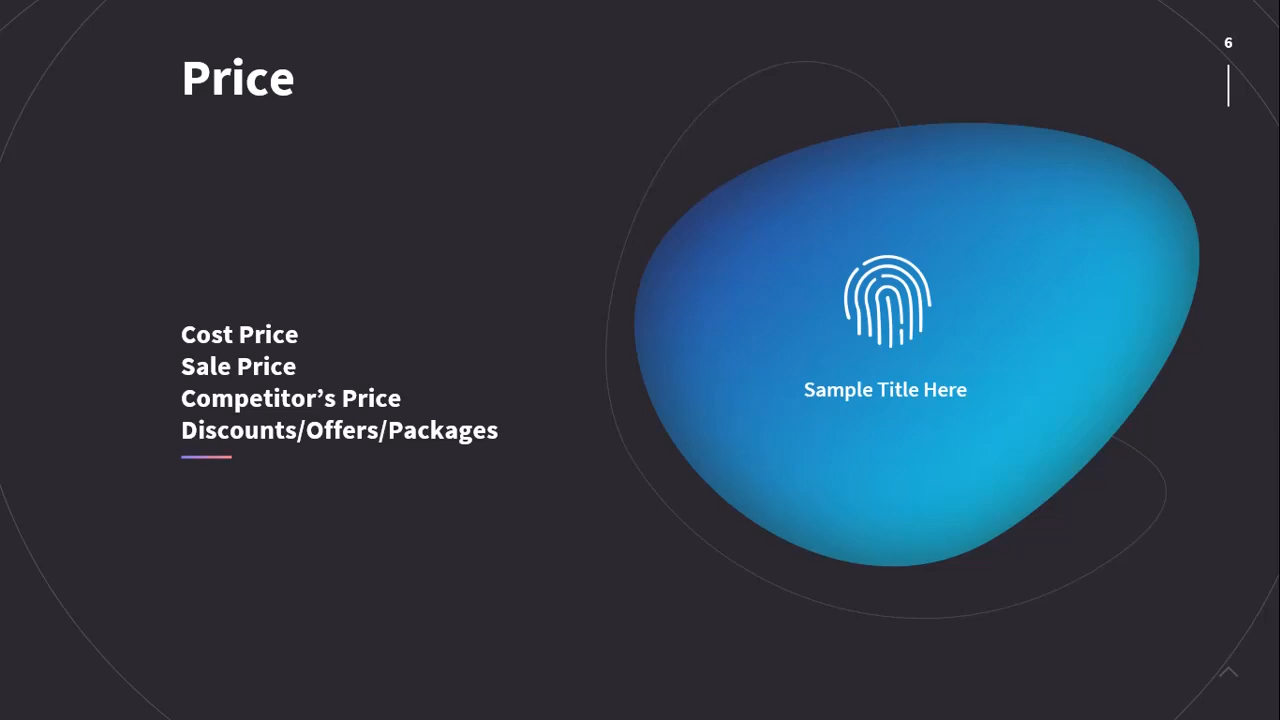 Price
6
Cost Price
Sale Price
Competitor’s Price
Discounts/Offers/Packages
Sample Title Here